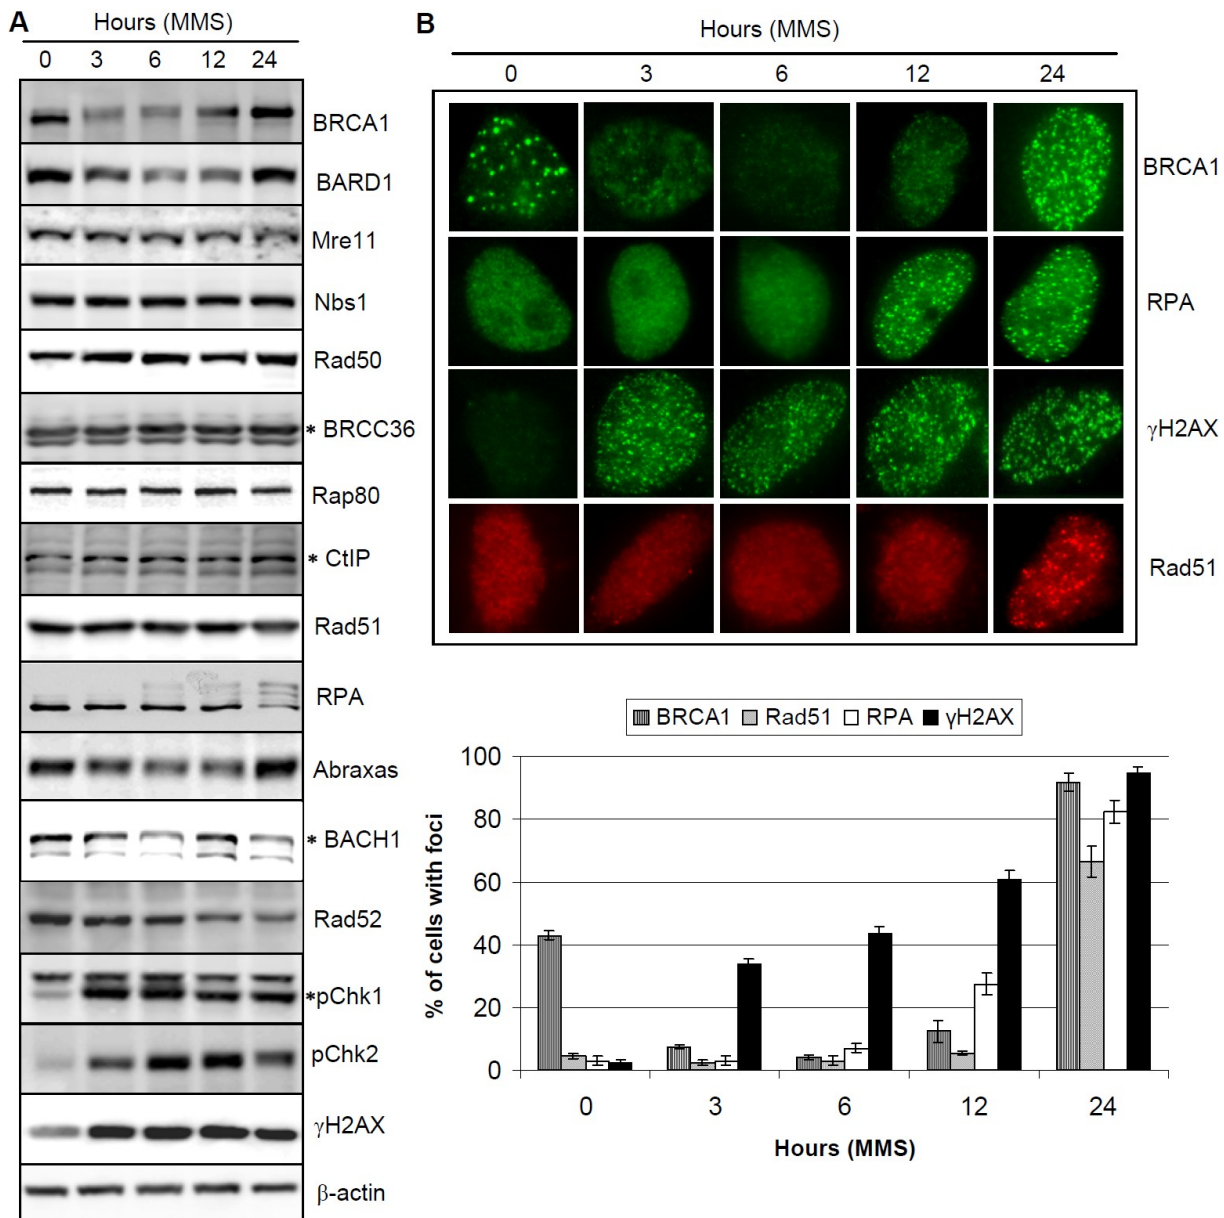 A
Hours (MMS)
0 3 6 12 24
BRCA1
BARD1
Mre11
Nbs1
Rad50
* BRCC36
Rap80
* CtIP
Rad51
RPA
Abraxas
* BACH1
Rad52
*pChk1
pChk2
γH2AX
β-actin
B
Hours (MMS)
0 3 6 12 24
BRCA1
RPA
γH2AX
Rad51
BRCA1 Rad51 RPA γH2AX
% of cells with foci
100
80
60
40
20
0
0 3 6 12 24
Hours (MMS)